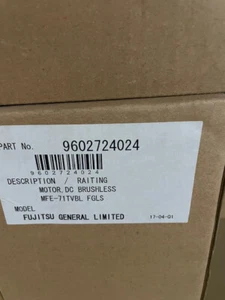 PART No. 9602724024
9602724024
DESCRIPTION / RAITING
MOTOR,DC BRUSHLESS
MFE-71TVBL FGLS
MODEL
FUJITSU GENERAL LIMITED 17-04-01